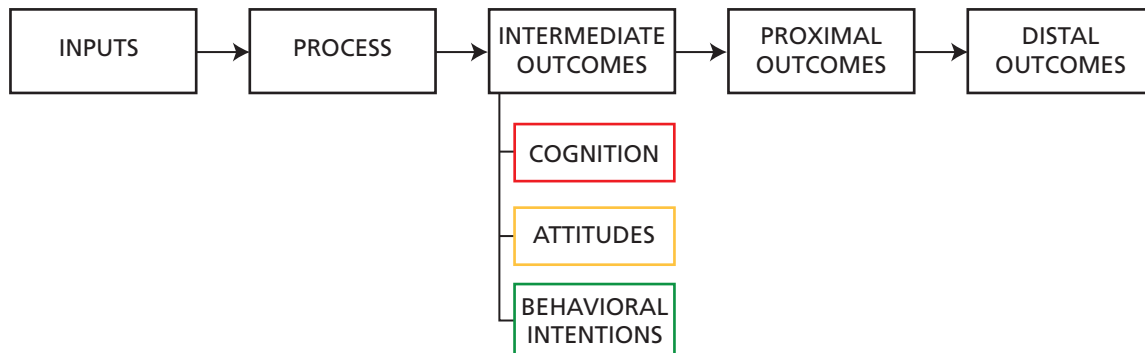 INPUTS
PROCESS
INTERMEDIATE
OUTCOMES
PROXIMAL
OUTCOMES
DISTAL
OUTCOMES
COGNITION
ATTITUDES
BEHAVIORAL
INTENTIONS